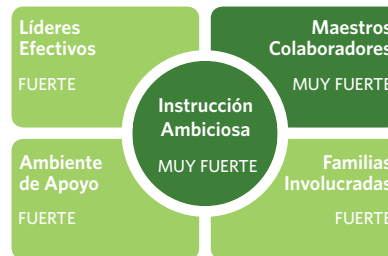 Líderes
Efectivos
FUERTE
Maestros
Colaboradores
MUY FUERTE
Instrucción
Ambiciosa
MUY FUERTE
Ambiente
de Apoyo
FUERTE
Familias
Involucradas
FUERTE